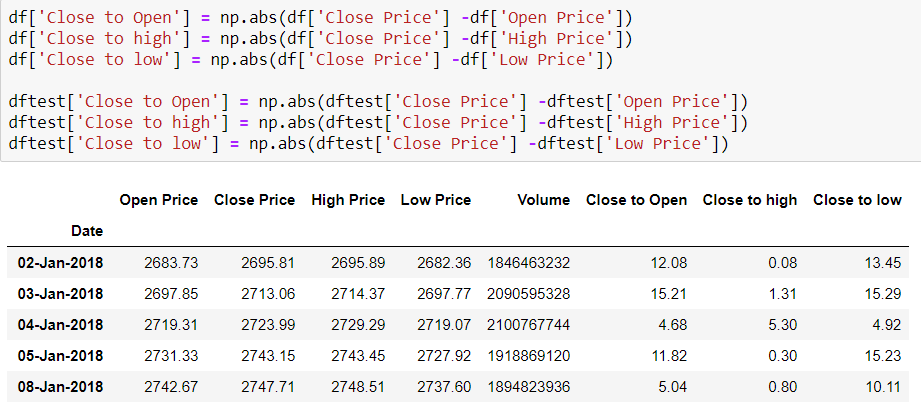 df['Close to Open'] = np.abs(df['Close Price'] -df['Open Price'])
df['Close to high'] = np.abs(df['Close Price'] -df['High Price'])
df['Close to low'] = np.abs(df['Close Price'] -df['Low Price'])
dftest['Close to Open'] = np.abs(dftest['Close Price'] -dftest['Open Price'])
dftest['Close to high'] = np.abs(dftest['Close Price'] -dftest['High Price'])
dftest['Close to low'] = np.abs(dftest['Close Price'] -dftest['Low Price'])
Open Price Close Price High Price Low Price Volume Close to Open Close to high Close to low
Date
02-Jan-2018 2683.73 2695.81 2695.89 2682.36 1846463232 12.08 0.08 13.45
03-Jan-2018 2697.85 2713.06 2714.37 2697.77 2090595328 15.21 1.31 15.29
04-Jan-2018 2719.31 2723.99 2729.29 2719.07 2100767744 4.68 5.30 4.92
05-Jan-2018 2731.33 2743.15 2743.45 2727.92 1918869120 11.82 0.30 15.23
08-Jan-2018 2742.67 2747.71 2748.51 2737.60 1894823936 5.04 0.80 10.11